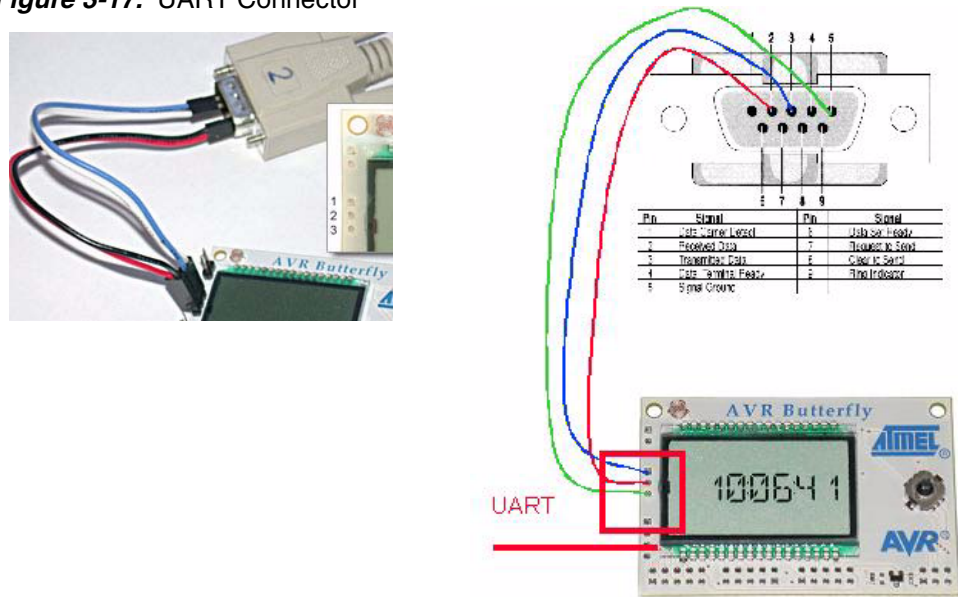 Figure 3-17. UART Connector
2
1
2
3
AVR Butterfly
1 2 3 4 5
6 7 8 9
Pin Signal Pin Signal
1 Data Carrier Detect 6 Data Set Ready
2 Received Data 7 Request to Send
3 Transmitted Data 8 Clear to Send
4 Data Terminal Ready 9 Ring Indicator
5 Signal Ground
AVR Butterfly
ATMEL
100641
UART
AVR